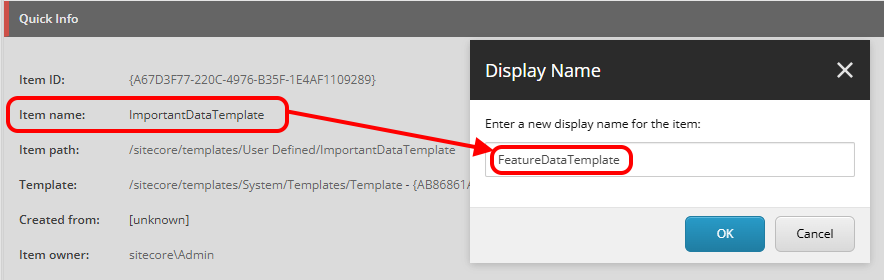 Quick Info
Item ID: {A67D3F77-220C-4976-B35F-1E4AF1109289}
Item name: ImportantDataTemplate
Item path: /sitecore/templates/User Defined/ImportantDataTemplate
Template: /sitecore/templates/System/Templates/Template - {AB86861A
Created from: [unknown]
Item owner: sitecore\Admin
Display Name
Enter a new display name for the item:
FeatureDataTemplate
OK Cancel